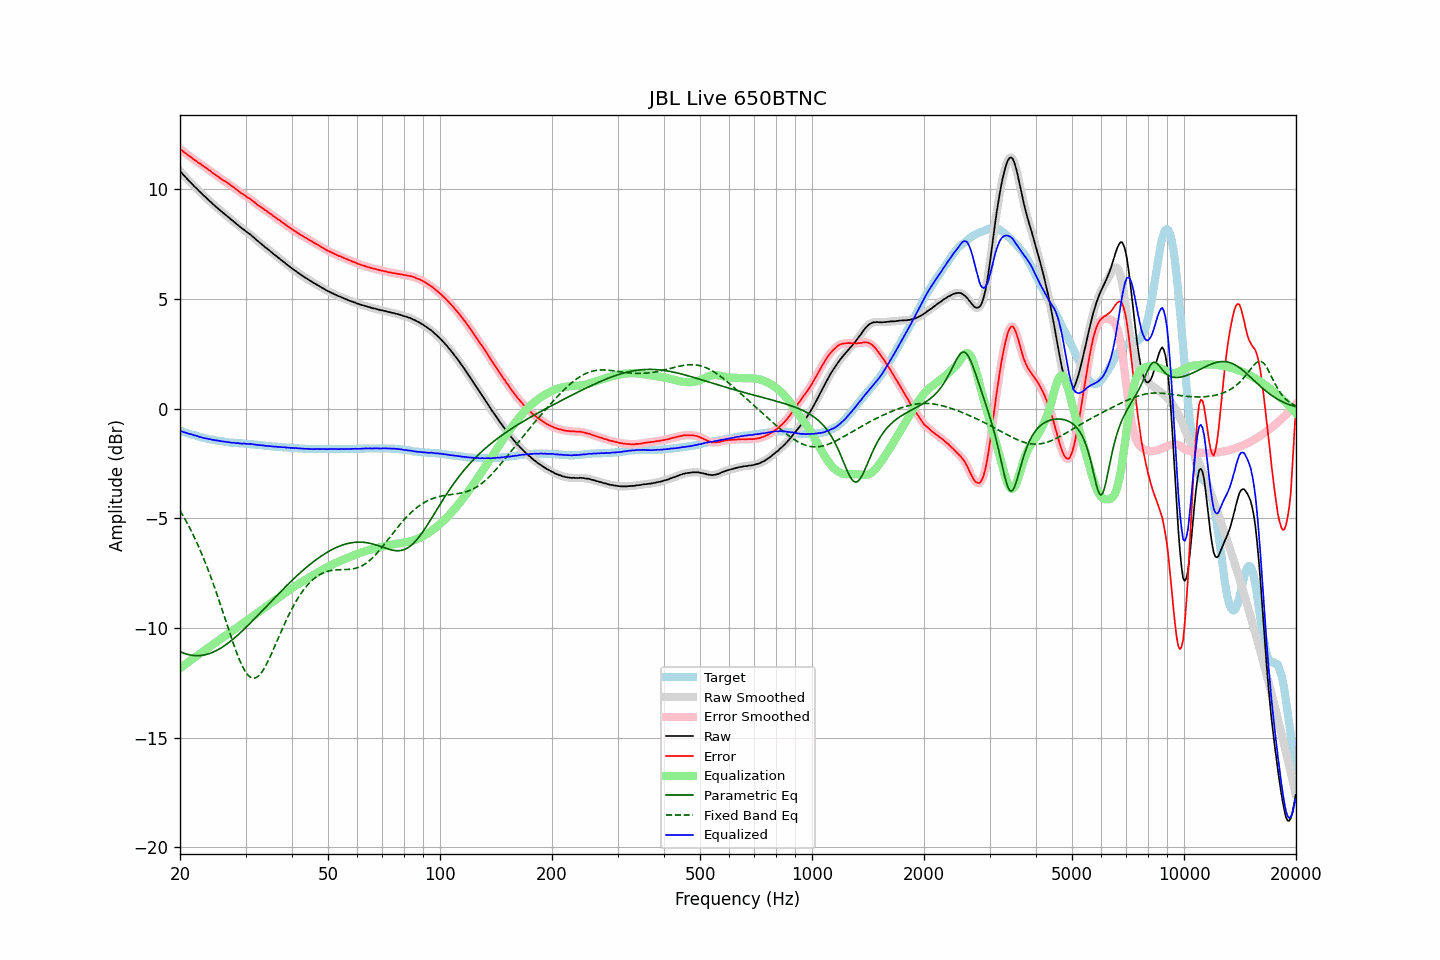 JBL Live 650BTNC
Amplitude (dBr)
10
5
0
−5
−10
−15
−20
Target
Raw Smoothed
Error Smoothed
Raw
Error
Equalization
Parametric Eq
Fixed Band Eq
Equalized
20 50 100 200 500 1000 2000 5000 10000 20000
Frequency (Hz)